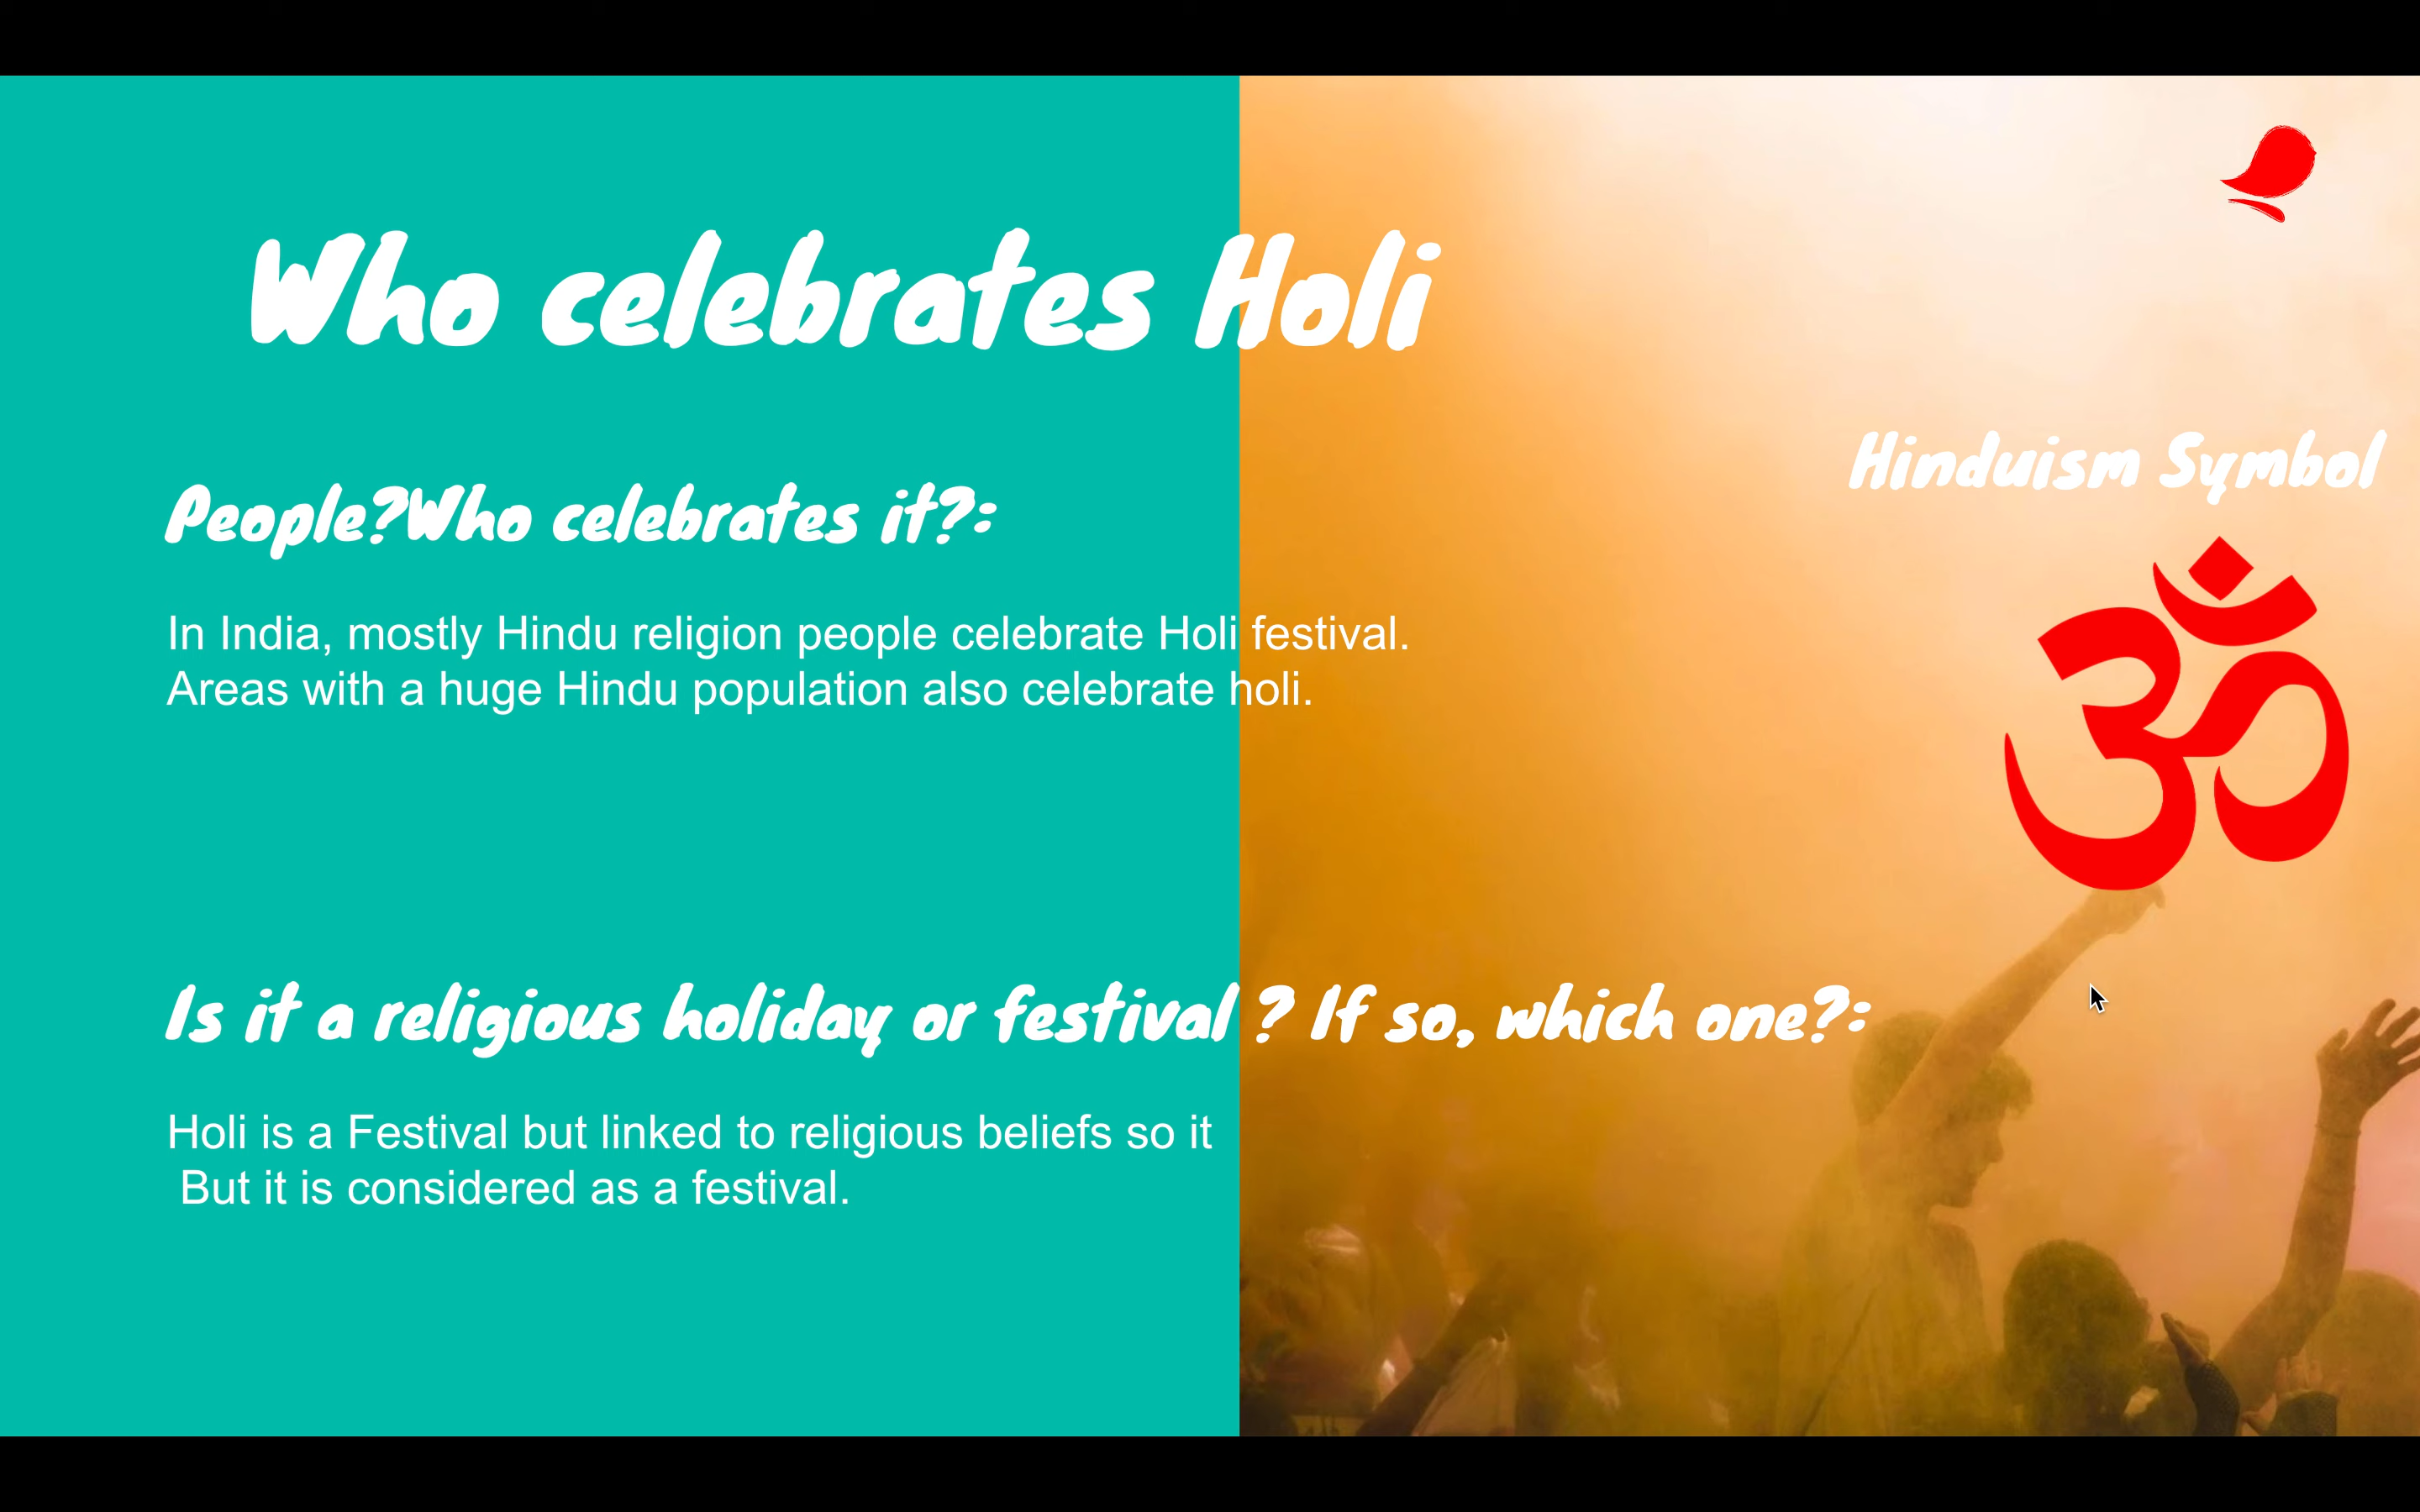 Who celebrates Holi
People?Who celebrates it?:
In India, mostly Hindu religion people celebrate Holi festival.
Areas with a huge Hindu population also celebrate holi.
Hinduism Symbol
ॐ
Is it a religious holiday or festival ? If so, which one?:
Holi is a Festival but linked to religious beliefs so it
But it is considered as a festival.